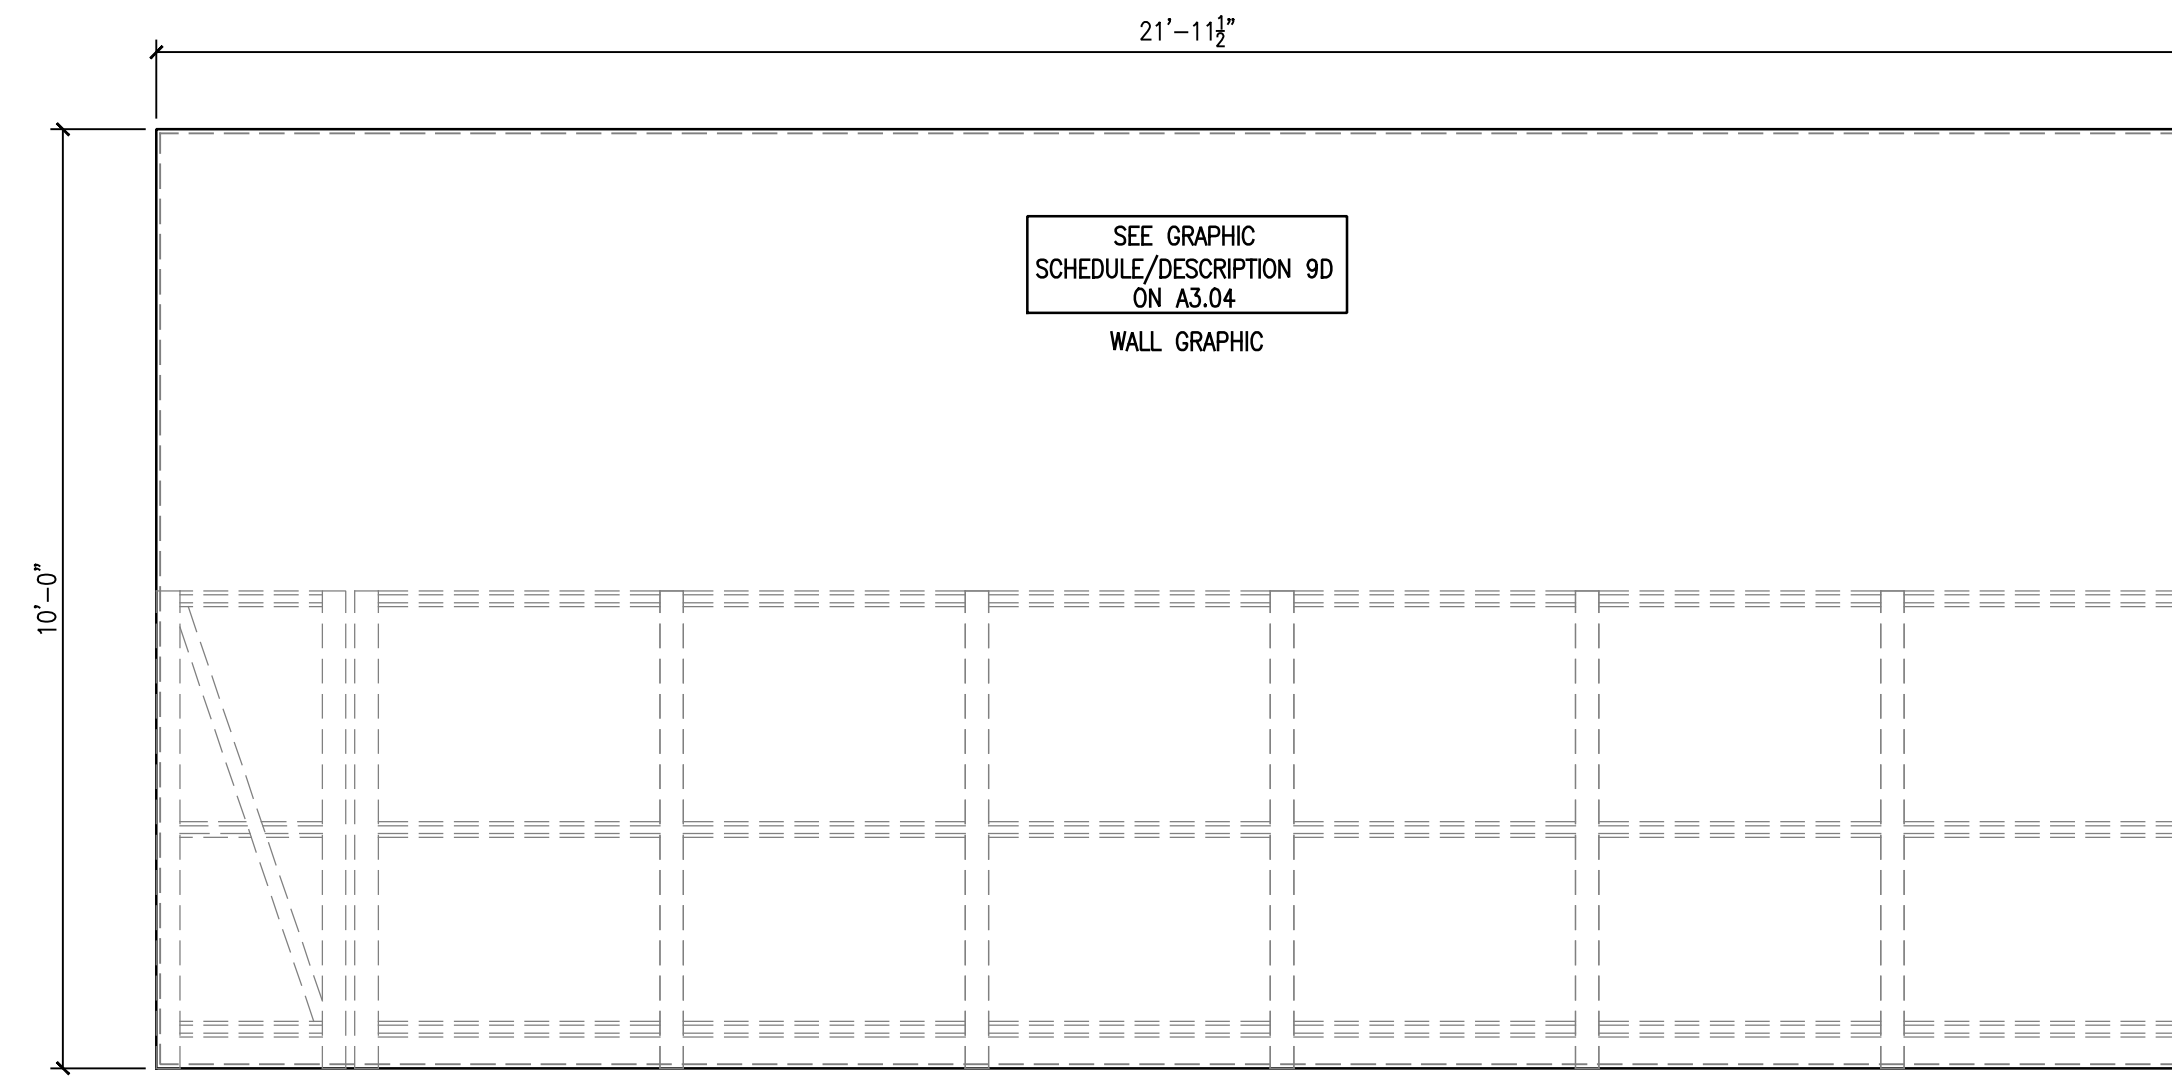 21'-11½"
SEE GRAPHIC
SCHEDULE/DESCRIPTION 9D
ON A3.04
WALL GRAPHIC
10'-0"